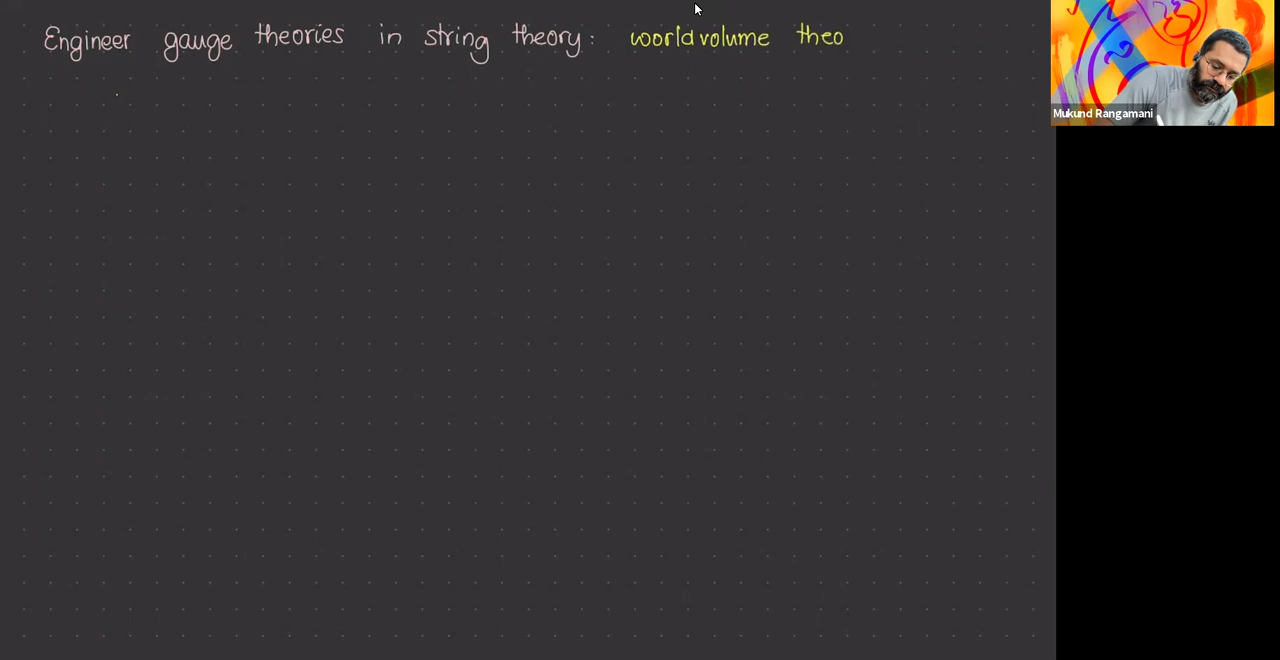 Engineer gauge theories in string theory: worldvolume theo
Mukund Rangamani